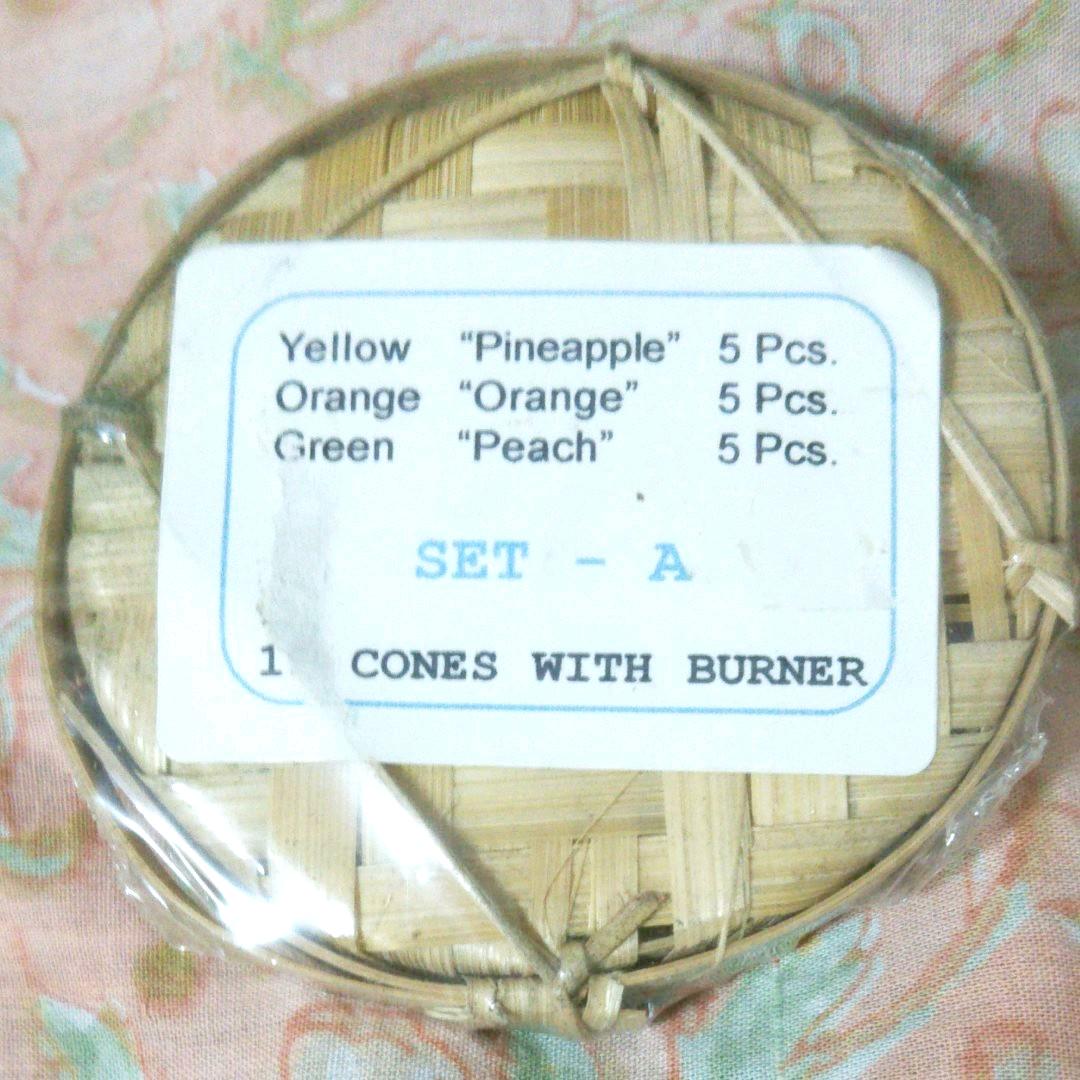 Yellow “Pineapple” 5 Pcs.
Orange “Orange” 5 Pcs.
Green “Peach” 5 Pcs.
SET - A
CONES WITH BURNER